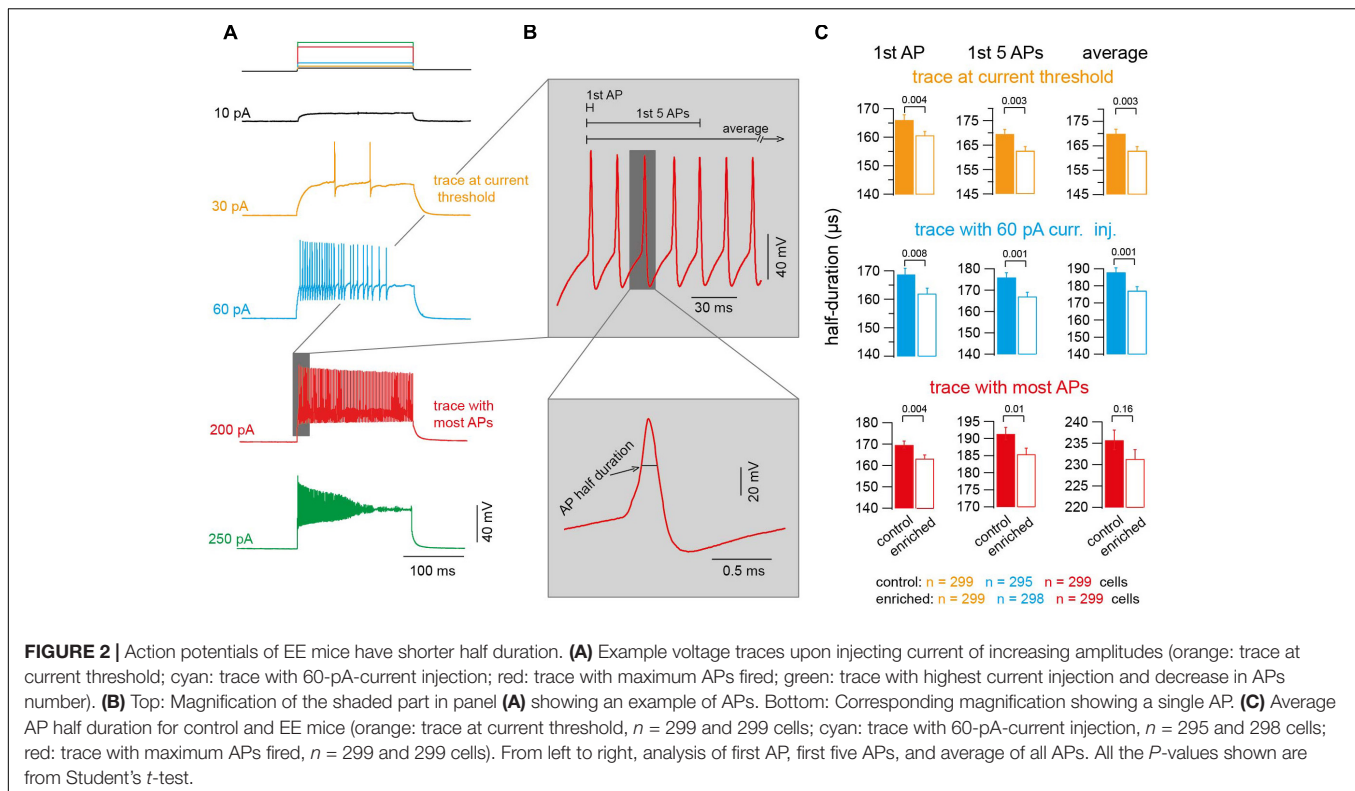 A
10 pA
30 pA
trace at current
threshold
60 pA
200 pA
trace with
most APs
250 pA
40 mV
100 ms
B
1st AP
1st 5 APs
average
40 mV
30 ms
AP half duration
20 mV
0.5 ms
C
1st AP 1st 5 APs average
trace at current threshold
0.004 0.003 0.003
170 160 150 140
175 165 155 145
175 165 155 145
half-duration (µs)
trace with 60 pA curr. inj.
0.008 0.001 0.001
180 170 160 150 140
180 170 160 150 140
190 180 170 160 150 140
trace with most APs
0.004 0.01 0.16
180 170 160 150 140
195 190 185 180 175 170
240 235 230 225 220
control enriched control enriched control enriched
control: n = 299 n = 295 n = 299 cells
enriched: n = 299 n = 298 n = 299 cells
FIGURE 2 | Action potentials of EE mice have shorter half duration. (A) Example voltage traces upon injecting current of increasing amplitudes (orange: trace at
current threshold; cyan: trace with 60-pA-current injection; red: trace with maximum APs fired; green: trace with highest current injection and decrease in APs
number). (B) Top: Magnification of the shaded part in panel (A) showing an example of APs. Bottom: Corresponding magnification showing a single AP. (C) Average
AP half duration for control and EE mice (orange: trace at current threshold, n = 299 and 299 cells; cyan: trace with 60-pA-current injection, n = 295 and 298 cells;
red: trace with maximum APs fired, n = 299 and 299 cells). From left to right, analysis of first AP, first five APs, and average of all APs. All the P-values shown are
from Student's t-test.